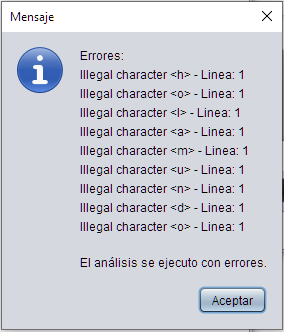 Mensaje
Errores:
Illegal character <h> - Linea: 1
Illegal character <o> - Linea: 1
Illegal character <l> - Linea: 1
Illegal character <a> - Linea: 1
Illegal character <m> - Linea: 1
Illegal character <u> - Linea: 1
Illegal character <n> - Linea: 1
Illegal character <d> - Linea: 1
Illegal character <o> - Linea: 1
El análisis se ejecuto con errores.
Aceptar